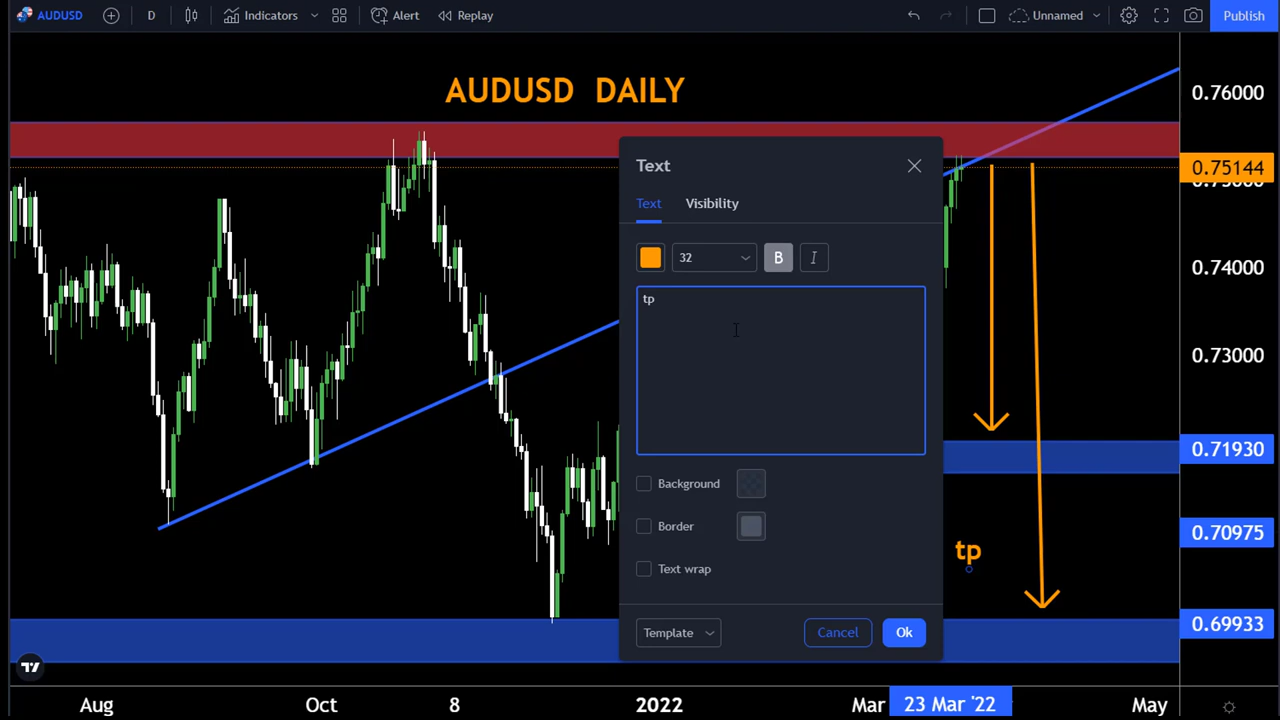 AUDUSD D Indicators Alert Replay Unnamed Publish
AUDUSD DAILY
Text
Text Visibility
32 B I
tp
Background
Border
Text wrap
Template Cancel Ok
tp
0.76000
0.75144
0.74000
0.73000
0.71930
0.70975
0.69933
Aug Oct 8 2022 Mar 23 Mar '22 May